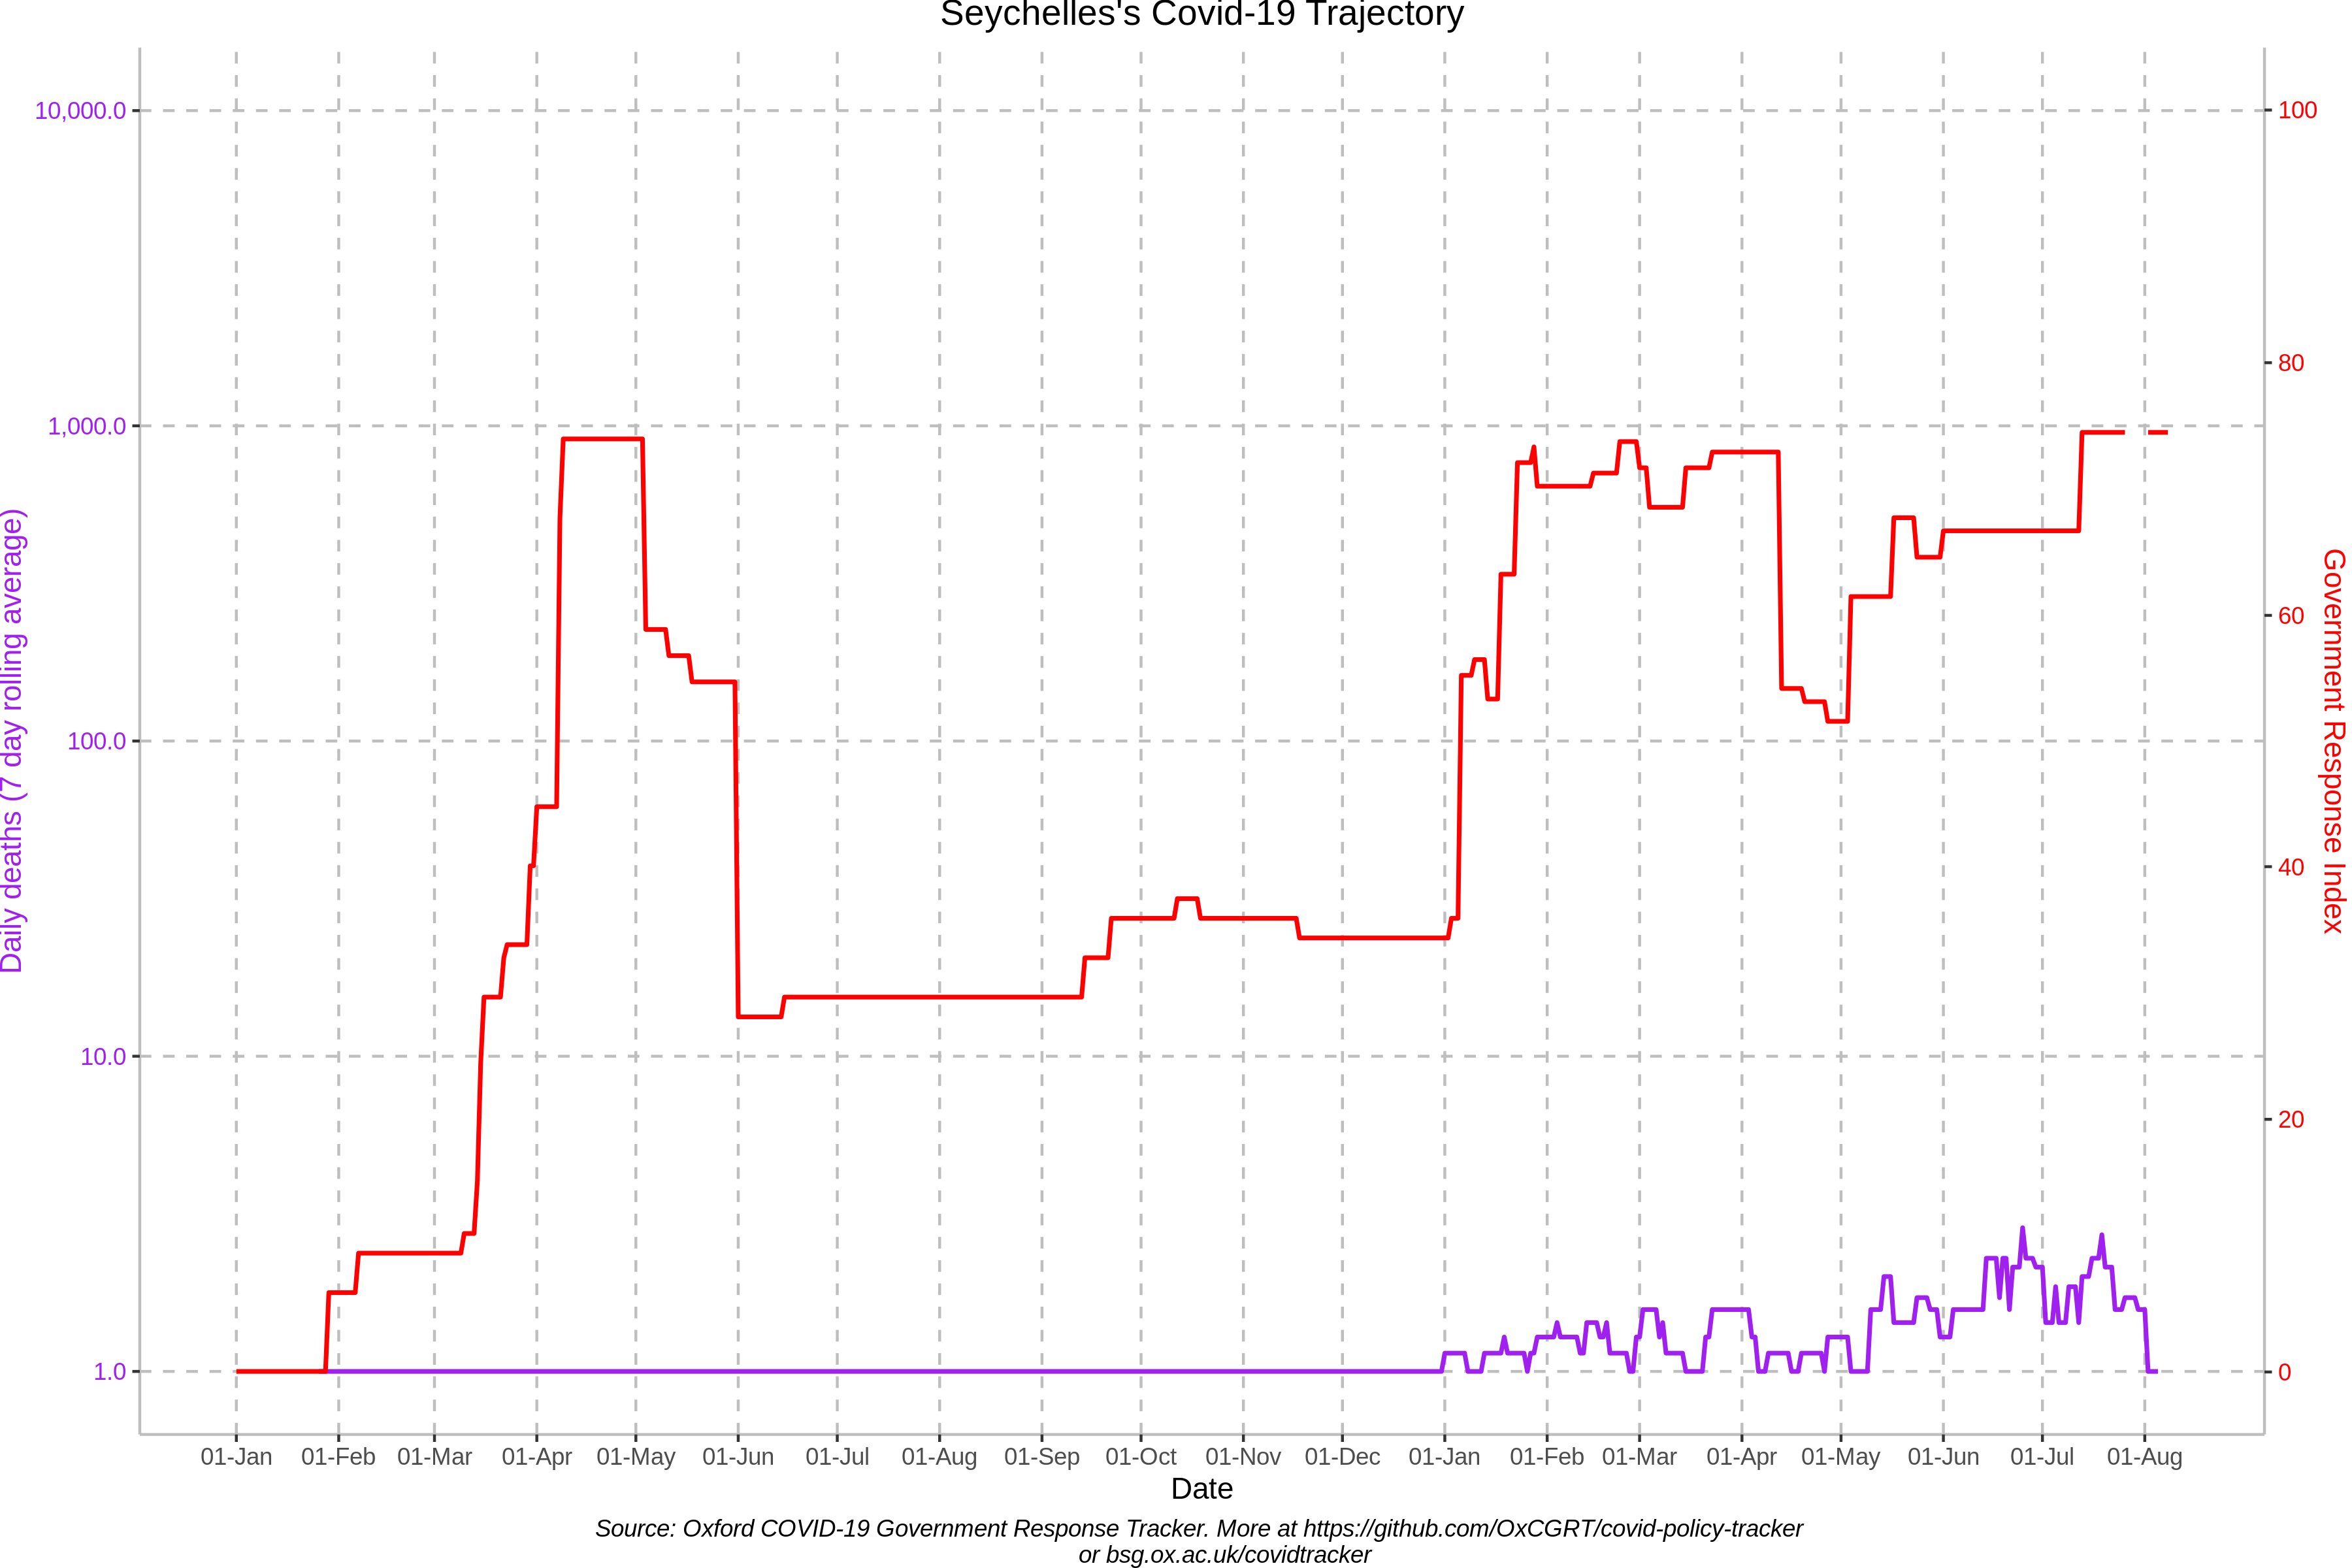 Seychelles's Covid-19 Trajectory
10,000.0
1,000.0
100.0
10.0
1.0
Daily deaths (7 day rolling average)
100
80
60
40
20
0
Government Response Index
01-Jan 01-Feb 01-Mar 01-Apr 01-May 01-Jun 01-Jul 01-Aug 01-Sep 01-Oct 01-Nov 01-Dec 01-Jan 01-Feb 01-Mar 01-Apr 01-May 01-Jun 01-Jul 01-Aug
Date
Source: Oxford COVID-19 Government Response Tracker. More at https://github.com/OxCGRT/covid-policy-tracker
or bsg.ox.ac.uk/covidtracker